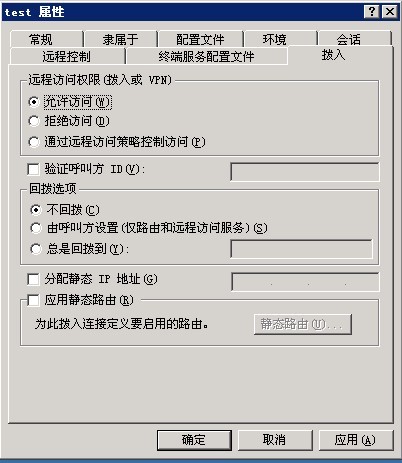 test 属性
常规 隶属于 配置文件 环境 会话
远程控制 终端服务配置文件 拨入
远程访问权限(拨入或 VPN)
允许访问(W)
拒绝访问(D)
通过远程访问策略控制访问(P)
验证呼叫方 ID(V):
回拨选项
不回拨(C)
由呼叫方设置(仅路由和远程访问服务)(S)
总是回拨到(Y):
分配静态 IP 地址(G)
应用静态路由(R)
为此拨入连接定义要启用的路由。 静态路由(U)...
确定 取消 应用(A)